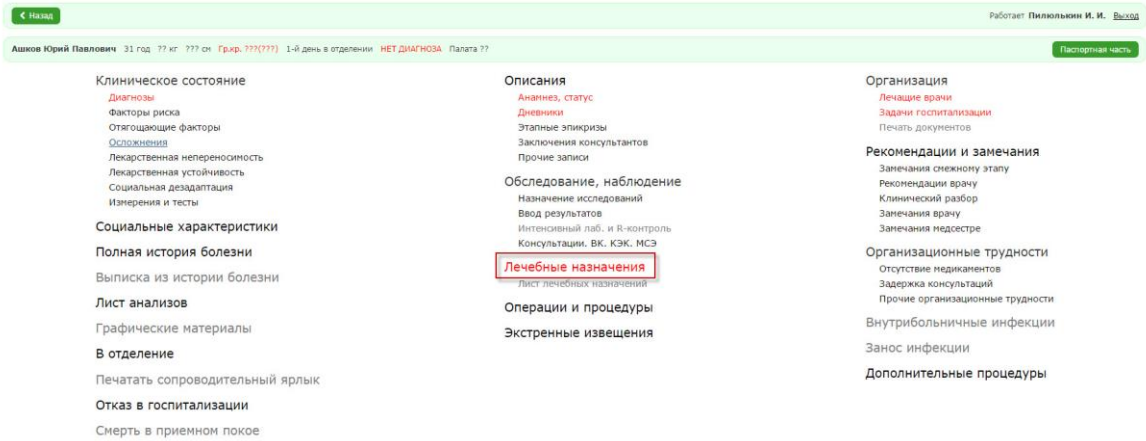 Назад
Работает Пилюлькин И. И. Выход
Ашков Юрий Павлович 31 год ?? кг ??? см Гр.кр. ???(???) 1-й день в отделении НЕТ ДИАГНОЗА Палата ??
Паспортная часть
Клиническое состояние
Диагнозы
Факторы риска
Отягощающие факторы
Осложнения
Лекарственная непереносимость
Лекарственная устойчивость
Социальная дезадаптация
Измерения и тесты
Социальные характеристики
Полная история болезни
Выписка из истории болезни
Лист анализов
Графические материалы
В отделение
Печатать сопроводительный ярлык
Отказ в госпитализации
Смерть в приемном покое
Описания
Анамнез, статус
Дневники
Этапные эпикризы
Заключения консультантов
Прочие записи
Обследование, наблюдение
Назначение исследований
Ввод результатов
Интенсивный лаб. и R-контроль
Консультации. ВК. КЭК. МСЭ
Лечебные назначения
Лист лечебных назначений
Операции и процедуры
Экстренные извещения
Организация
Лечащие врачи
Задачи госпитализации
Печать документов
Рекомендации и замечания
Замечания смежному этапу
Рекомендации врачу
Клинический разбор
Замечания врачу
Замечания медсестре
Организационные трудности
Отсутствие медикаментов
Задержка консультаций
Прочие организационные трудности
Внутрибольничные инфекции
Занос инфекции
Дополнительные процедуры